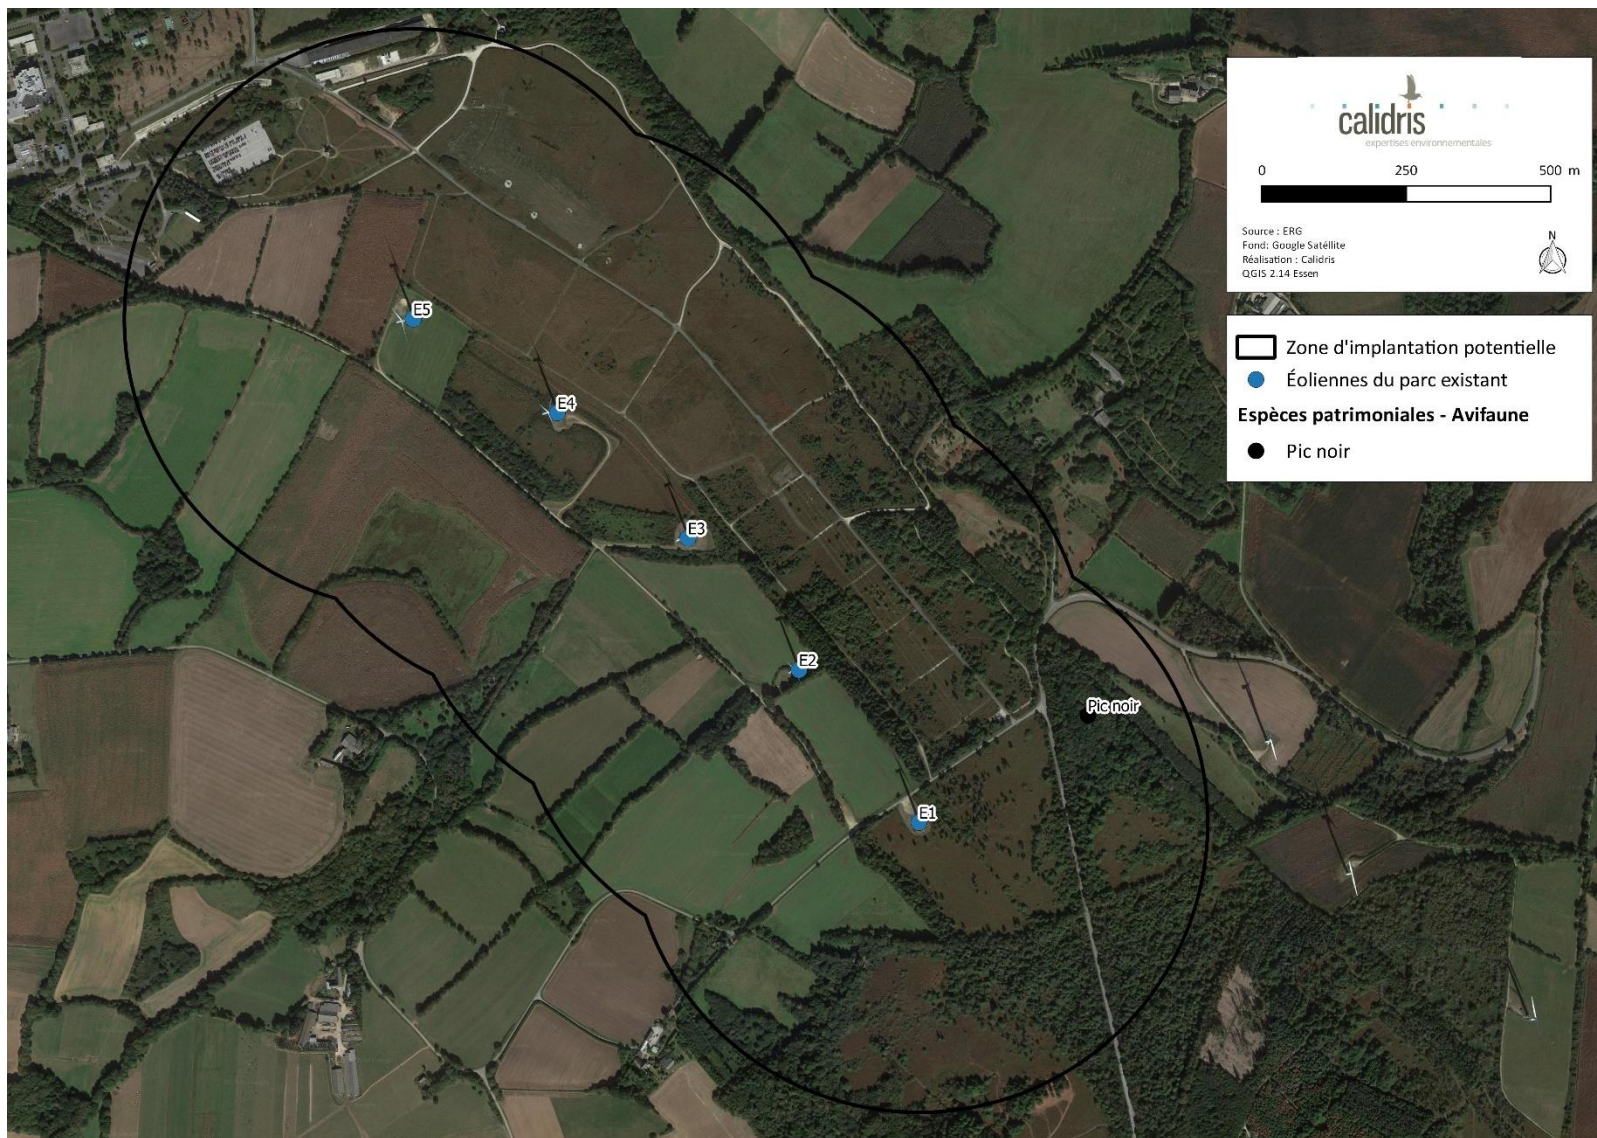 calidris
expertises environnementales
0 250 500 m
Source : ERG
Fond: Google Satéllite
Réalisation : Calidris
QGIS 2.14 Essen
N
Zone d'implantation potentielle
Éoliennes du parc existant
Espèces patrimoniales - Avifaune
Pic noir
E5
E4
E3
E2
Pic noir
E1